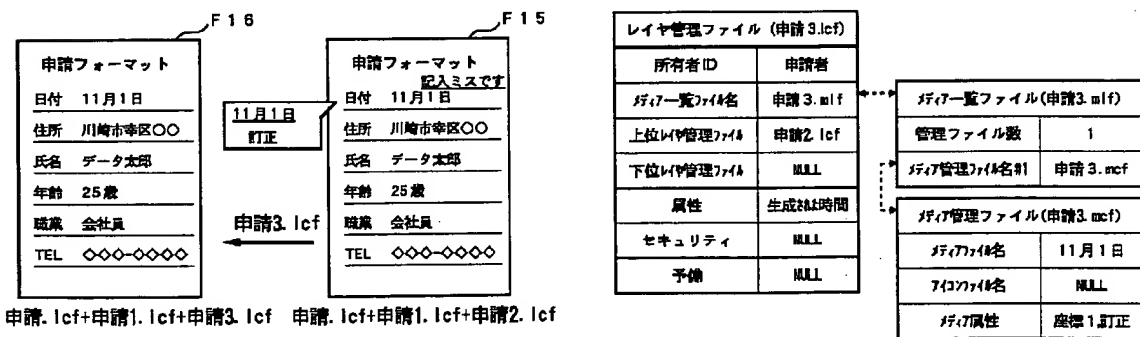 F16
申請フォーマット
日付 11月1日
住所 川崎市幸区〇〇
氏名 データ太郎
年齢 25歳
職業 会社員
TEL ◇◇◇-◇◇◇◇
申請.lcf+申請1.lcf+申請3.lcf
申請3.lcf
F15
申請フォーマット
記入ミスです
日付 11月1日
11月1日
訂正
住所 川崎市幸区〇〇
氏名 データ太郎
年齢 25歳
職業 会社員
TEL ◇◇◇-◇◇◇◇
申請.lcf+申請1.lcf+申請2.lcf
レイヤ管理ファイル(申請3.lcf)
所有者ID 申請者
メディア一覧ファイル名 申請3.mlf
上位レイヤ管理ファイル 申請2.lcf
下位レイヤ管理ファイル NULL
属性 生成された時間
セキュリティ NULL
予備 NULL
メディア一覧ファイル(申請3.mlf)
管理ファイル数 1
メディア管理ファイル名#1 申請3.mcf
メディア管理ファイル(申請3.mcf)
メディアファイル名 11月1日
アイコンファイル名 NULL
メディア属性 座標1,訂正